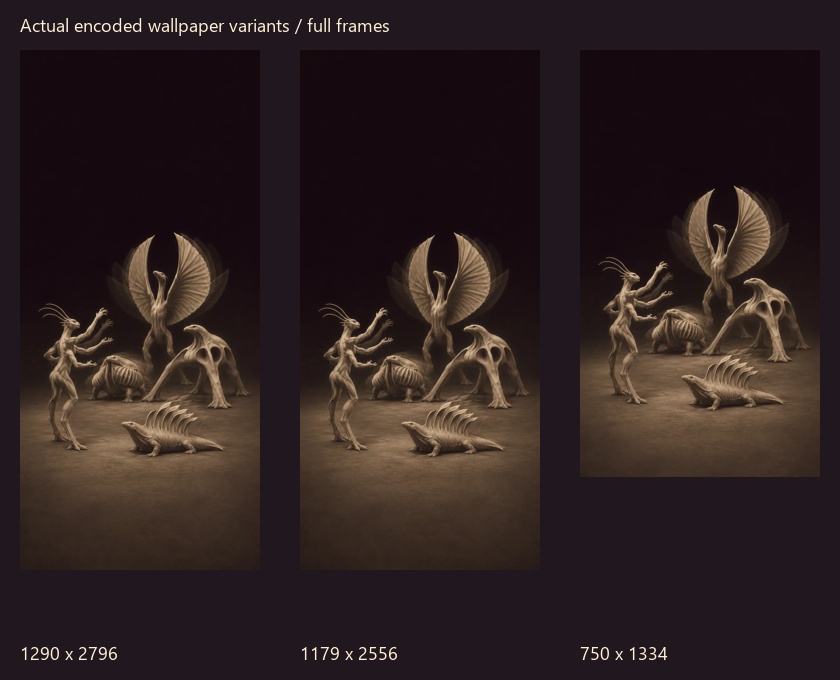 Actual encoded wallpaper variants / full frames
1290 x 2796
1179 x 2556
750 x 1334